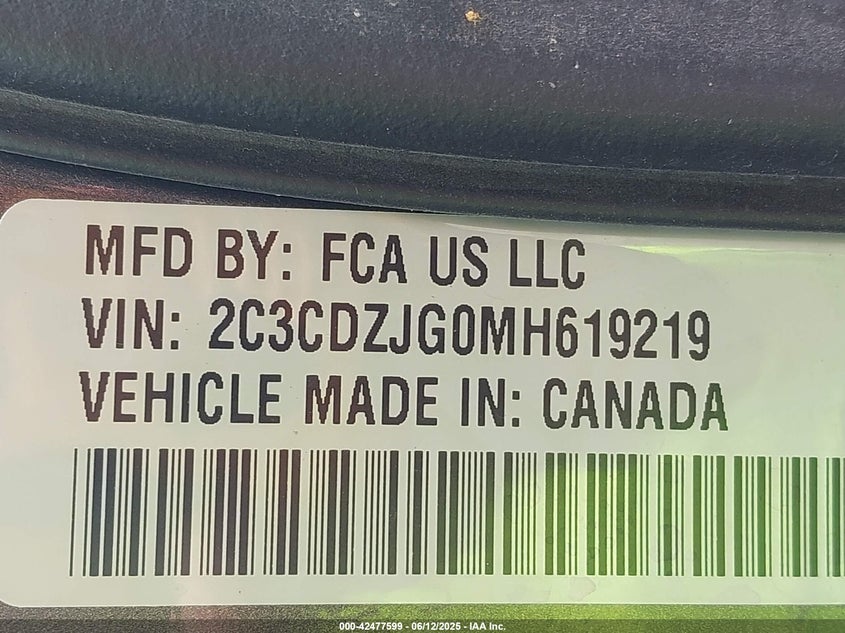 MFD BY: FCA US LLC
VIN: 2C3CDZJG0MH619219
VEHICLE MADE IN: CANADA
000-42477599 - 06/12/2025 - IAA Inc.